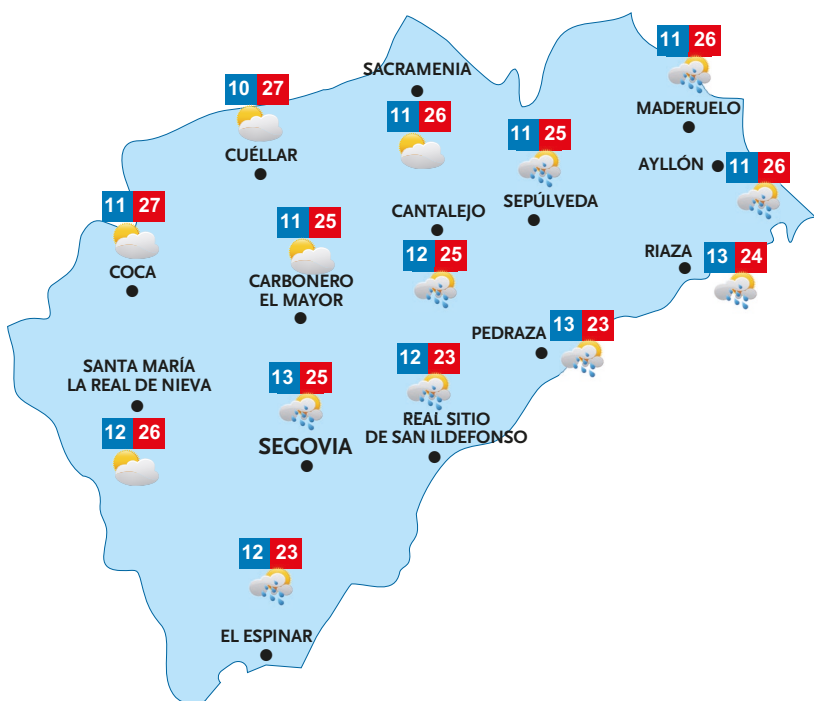 11 26
MADERUELO
SACRAMENIA
11 26
10 27
CUÉLLAR
11 25
SEPÚLVEDA
AYLLÓN
11 26
11 27
COCA
11 25
CARBONERO
EL MAYOR
CANTALEJO
12 25
RIAZA
13 24
PEDRAZA
13 23
SANTA MARÍA
LA REAL DE NIEVA
12 26
13 25
SEGOVIA
12 23
REAL SITIO
DE SAN ILDEFONSO
12 23
EL ESPINAR